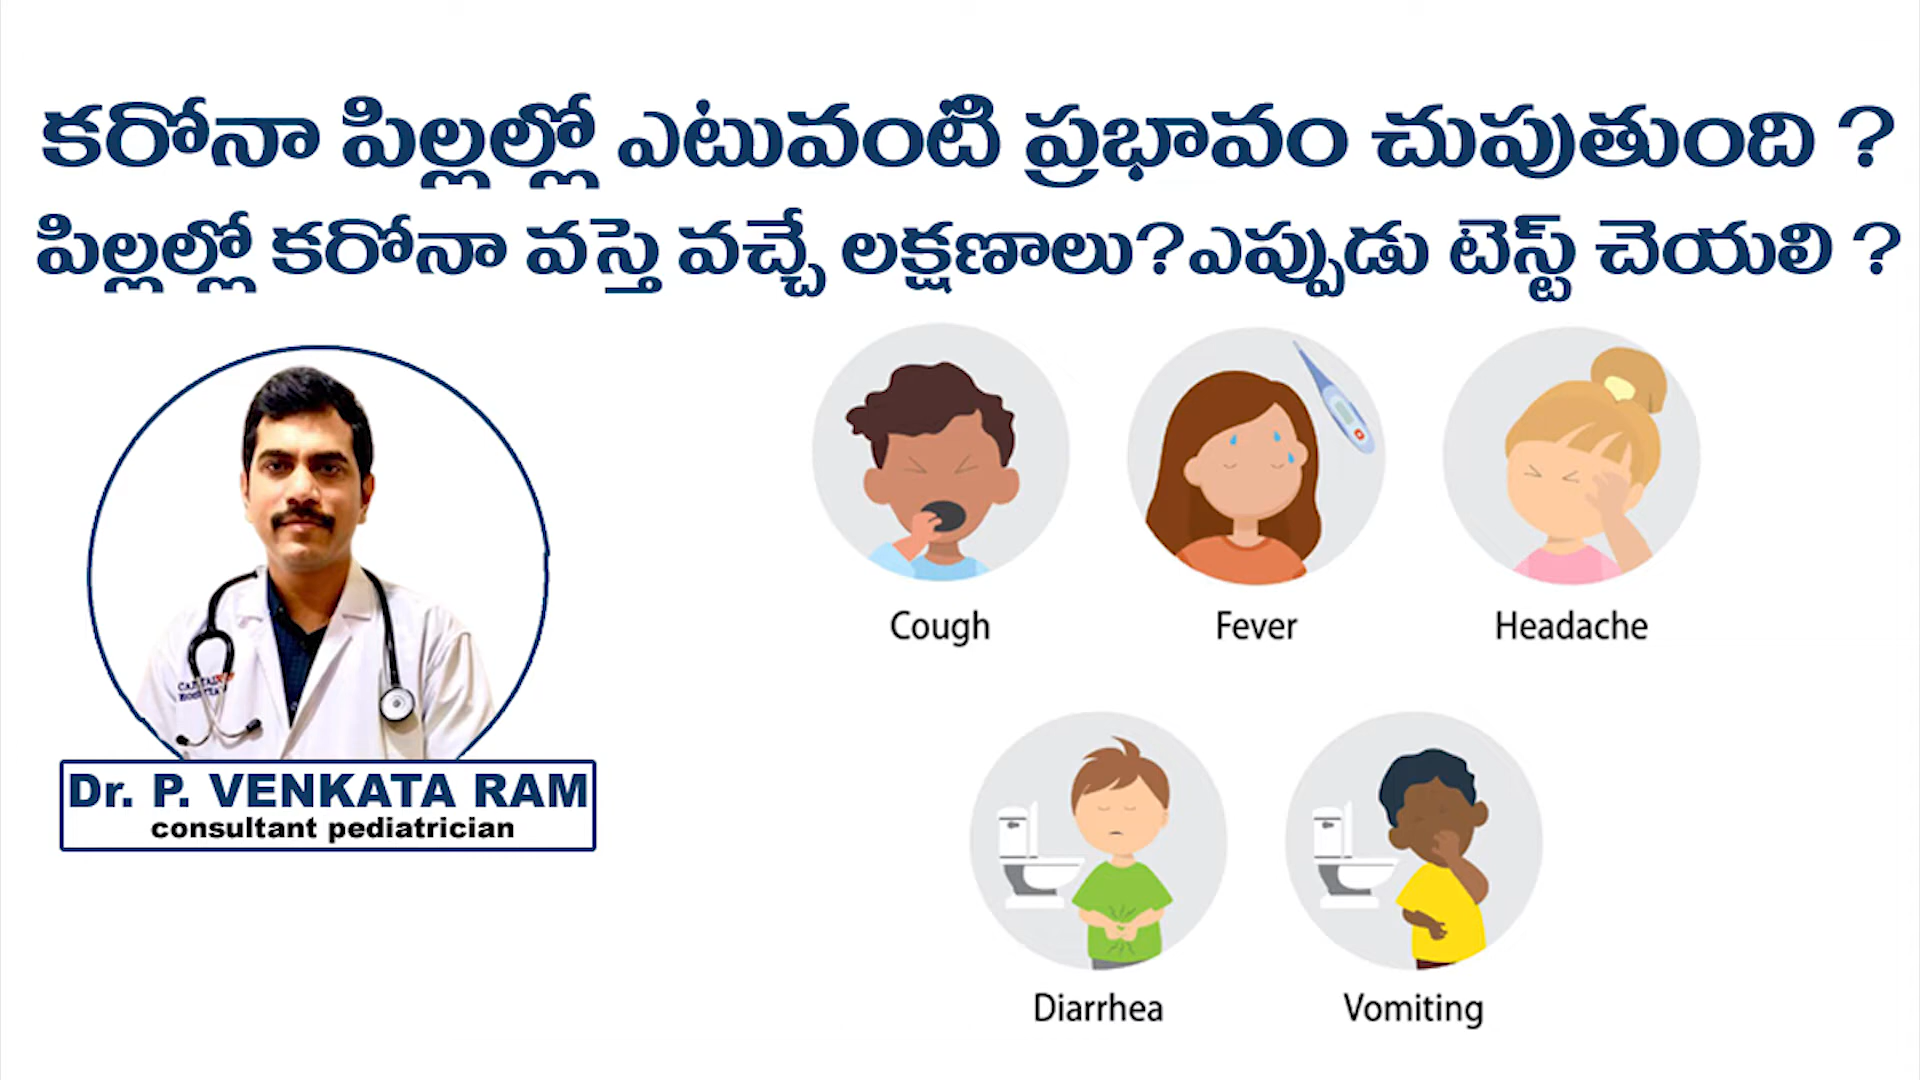 కరోనా పిల్లల్లో ఎటువంటి ప్రభావం చుపుతుంది ?
పిల్లల్లో కరోనా వస్తె వచ్చే లక్షణాలు?ఎప్పుడు టెస్ట్ చెయలి ?
Cough
Fever
Headache
Dr. P. VENKATA RAM
consultant pediatrician
Diarrhea
Vomiting